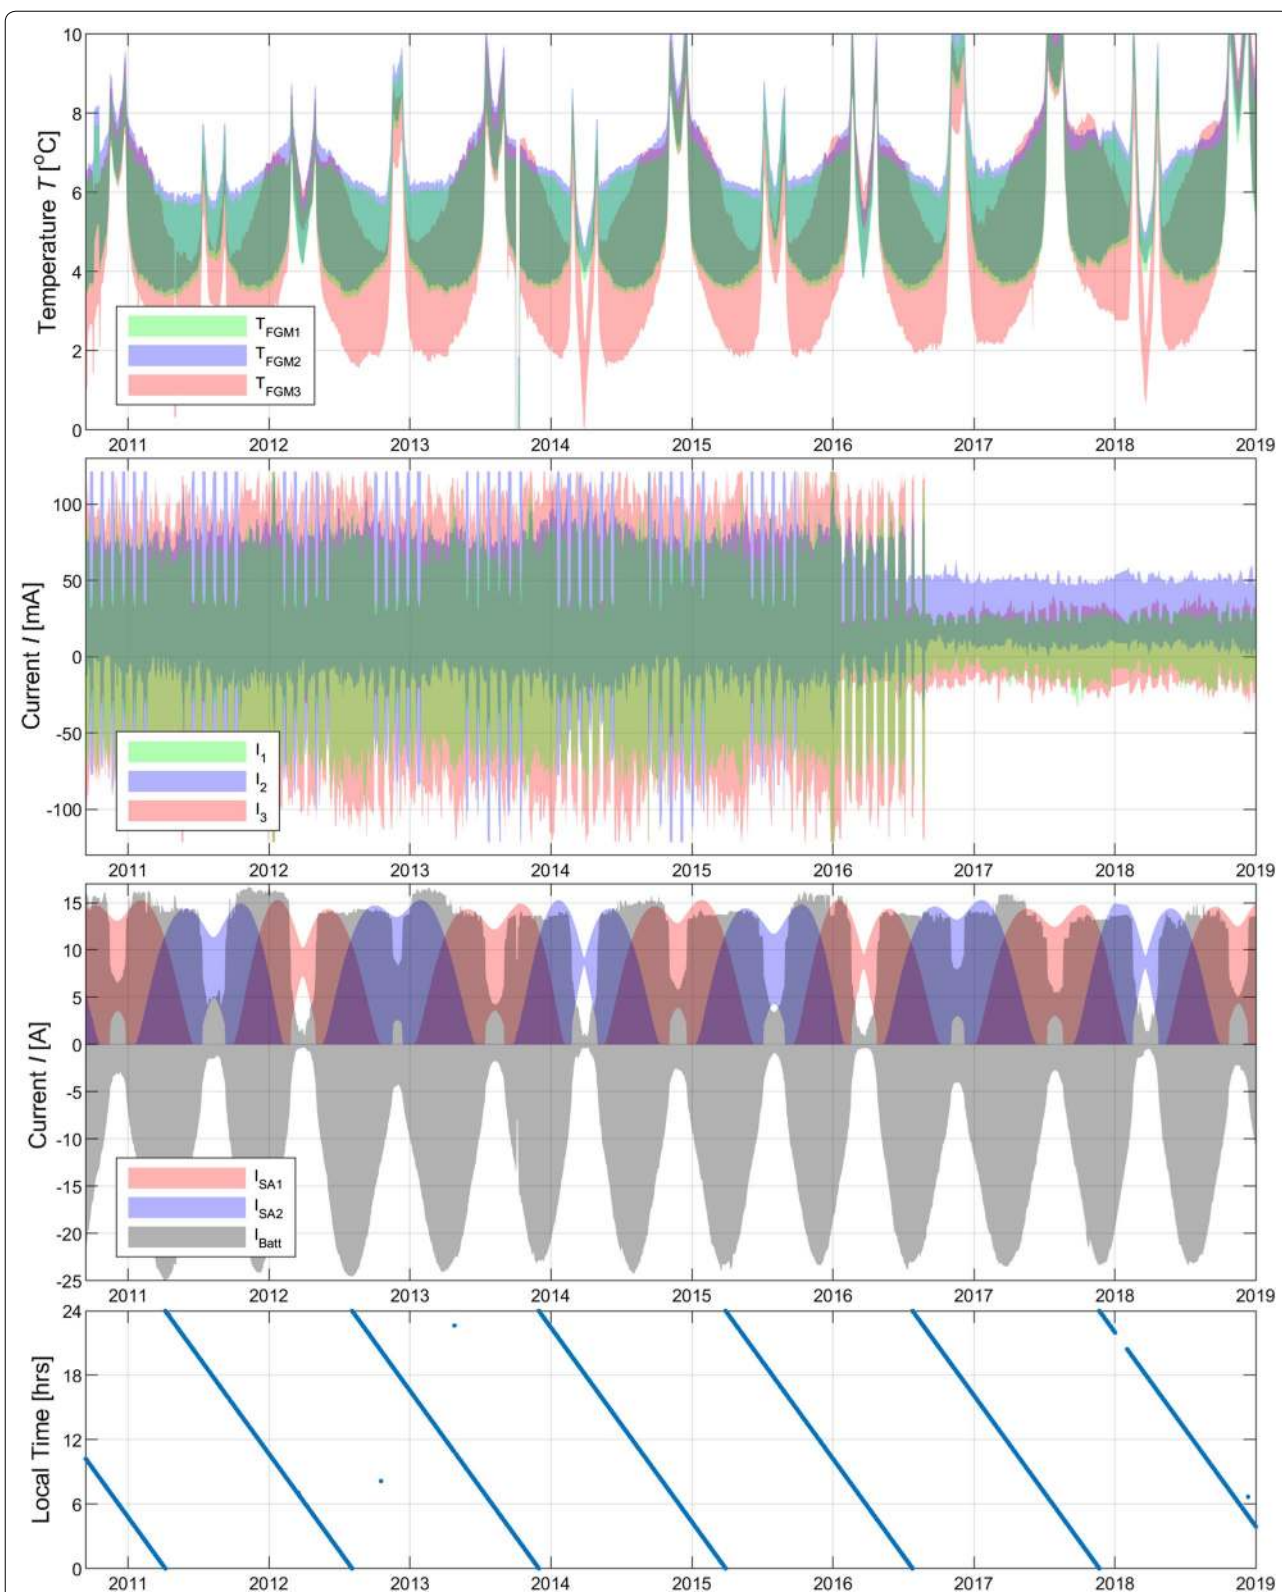 10
8
6
4
2
0
Temperature T [°C]
T_FGM1
T_FGM2
T_FGM3
2011 2012 2013 2014 2015 2016 2017 2018 2019
100
50
0
-50
-100
Current I [mA]
I_1
I_2
I_3
2011 2012 2013 2014 2015 2016 2017 2018 2019
15
10
5
0
-5
-10
-15
-20
-25
Current I [A]
I_SA1
I_SA2
I_Batt
2011 2012 2013 2014 2015 2016 2017 2018 2019
24
18
12
6
0
Local Time [hrs]
2011 2012 2013 2014 2015 2016 2017 2018 2019